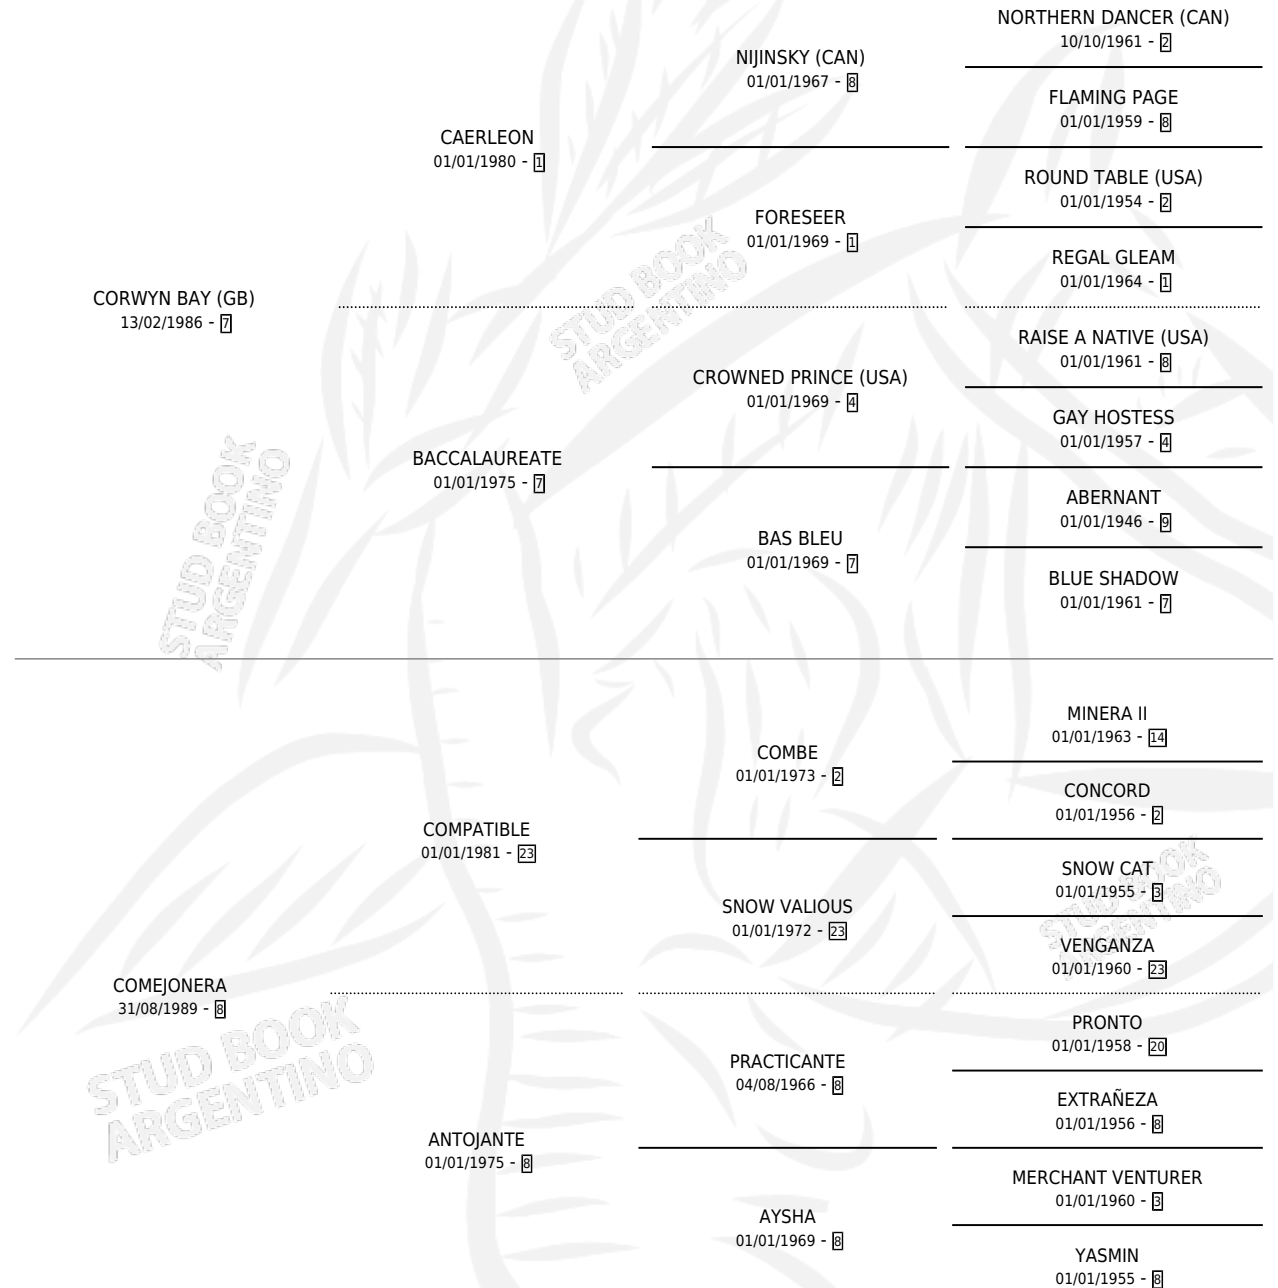 NORTHERN DANCER (CAN)
10/10/1961 - 2
NIJINSKY (CAN)
01/01/1967 - 8
FLAMING PAGE
01/01/1959 - 8
CAERLEON
01/01/1980 - 1
ROUND TABLE (USA)
01/01/1954 - 2
FORESEER
01/01/1969 - 1
REGAL GLEAM
01/01/1964 - 1
STUD BOOK
ARGENTINO
CORWYN BAY (GB)
13/02/1986 - 7
RAISE A NATIVE (USA)
01/01/1961 - 8
CROWNED PRINCE (USA)
01/01/1969 - 4
GAY HOSTESS
01/01/1957 - 4
BACCALAUREATE
01/01/1975 - 7
ABERNANT
01/01/1946 - 9
BAS BLEU
01/01/1969 - 7
BLUE SHADOW
01/01/1961 - 7
STUD BOOK
ARGENTINO
MINERA II
01/01/1963 - 14
COMBE
01/01/1973 - 2
CONCORD
01/01/1956 - 2
COMPATIBLE
01/01/1981 - 23
SNOW CAT
01/01/1955 - 3
SNOW VALIOUS
01/01/1972 - 23
VENGANZA
01/01/1960 - 23
STUD BOOK
ARGENTINO
COMEJONERA
31/08/1989 - 8
PRONTO
01/01/1958 - 20
PRACTICANTE
04/08/1966 - 8
EXTRAÑEZA
01/01/1956 - 8
STUD BOOK
ARGENTINO
ANTOJANTE
01/01/1975 - 8
MERCHANT VENTURER
01/01/1960 - 3
AYSHA
01/01/1969 - 8
YASMIN
01/01/1955 - 8